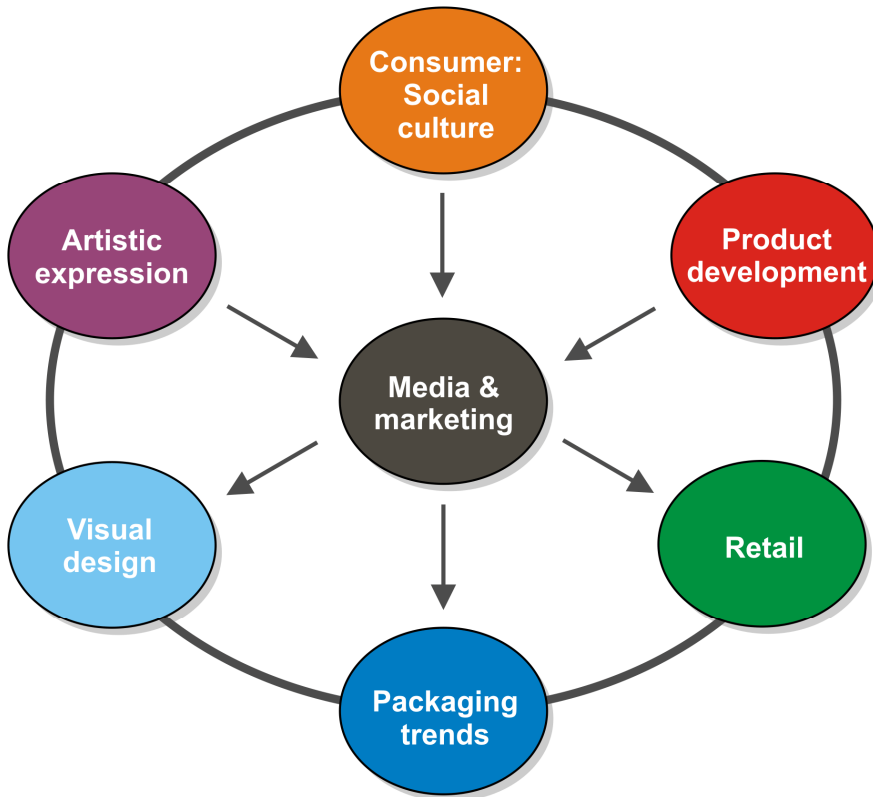 Consumer:
Social
culture
Artistic
expression
Product
development
Media &
marketing
Visual
design
Retail
Packaging
trends